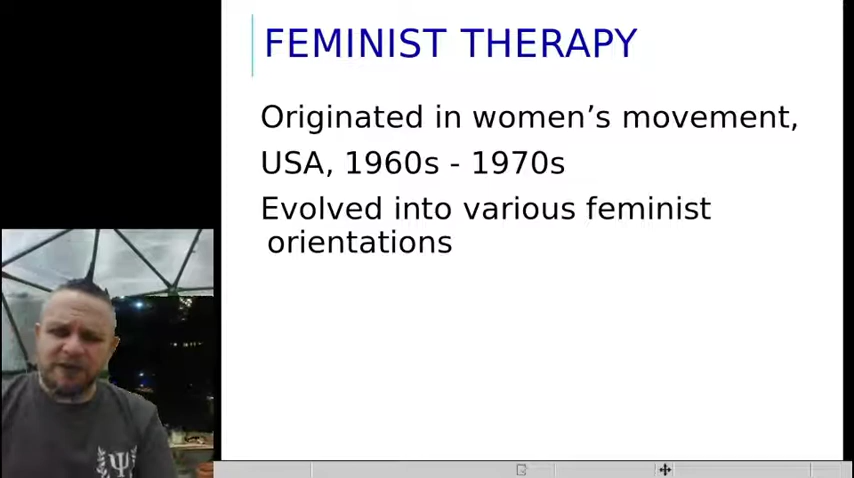 FEMINIST THERAPY
Originated in women’s movement,
USA, 1960s - 1970s
Evolved into various feminist
orientations
Ψ